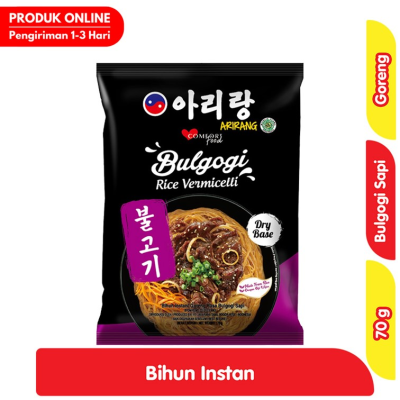 PRODUK ONLINE
Pengiriman 1-3 Hari
아리랑
ARIRANG
COMFORT
food
Bulgogi
Rice Vermicelli
불고기
Dry
Base
Goreng
Bulgogi Sapi
70g
Bihun Instan